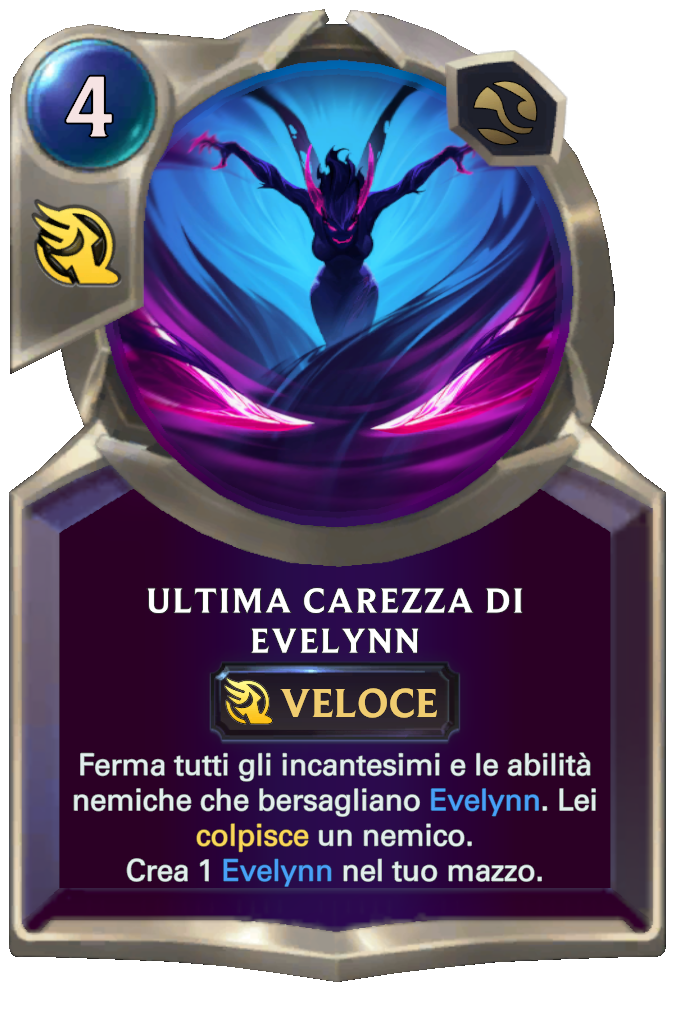 4
ULTIMA CAREZZA DI
EVELYNN
VELOCE
Ferma tutti gli incantesimi e le abilità
nemiche che bersagliano Evelynn. Lei
colpisce un nemico.
Crea 1 Evelynn nel tuo mazzo.